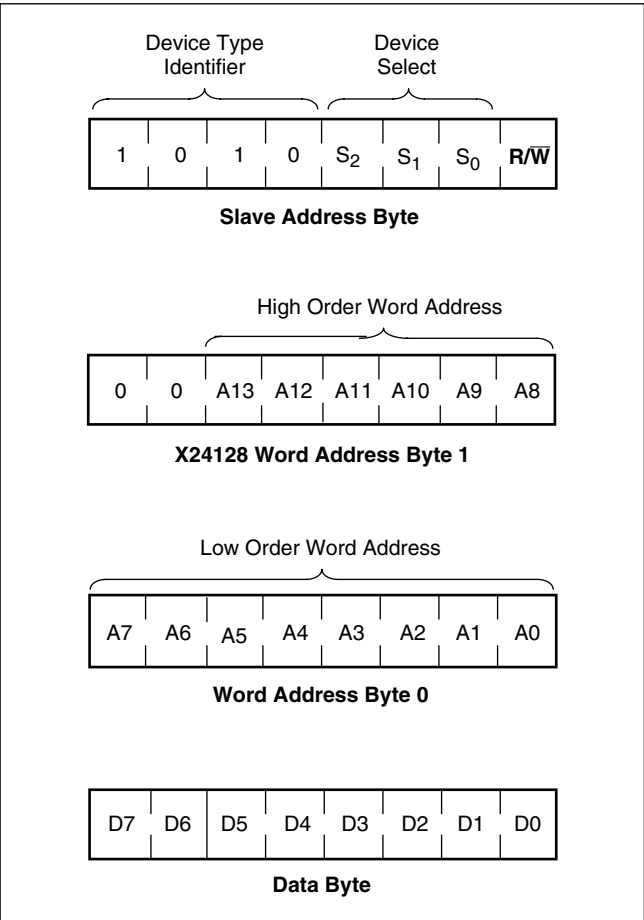 Device Type Identifier
Device Select
1 0 1 0 S2 S1 S0 R/W̅
Slave Address Byte
High Order Word Address
0 0 A13 A12 A11 A10 A9 A8
X24128 Word Address Byte 1
Low Order Word Address
A7 A6 A5 A4 A3 A2 A1 A0
Word Address Byte 0
D7 D6 D5 D4 D3 D2 D1 D0
Data Byte